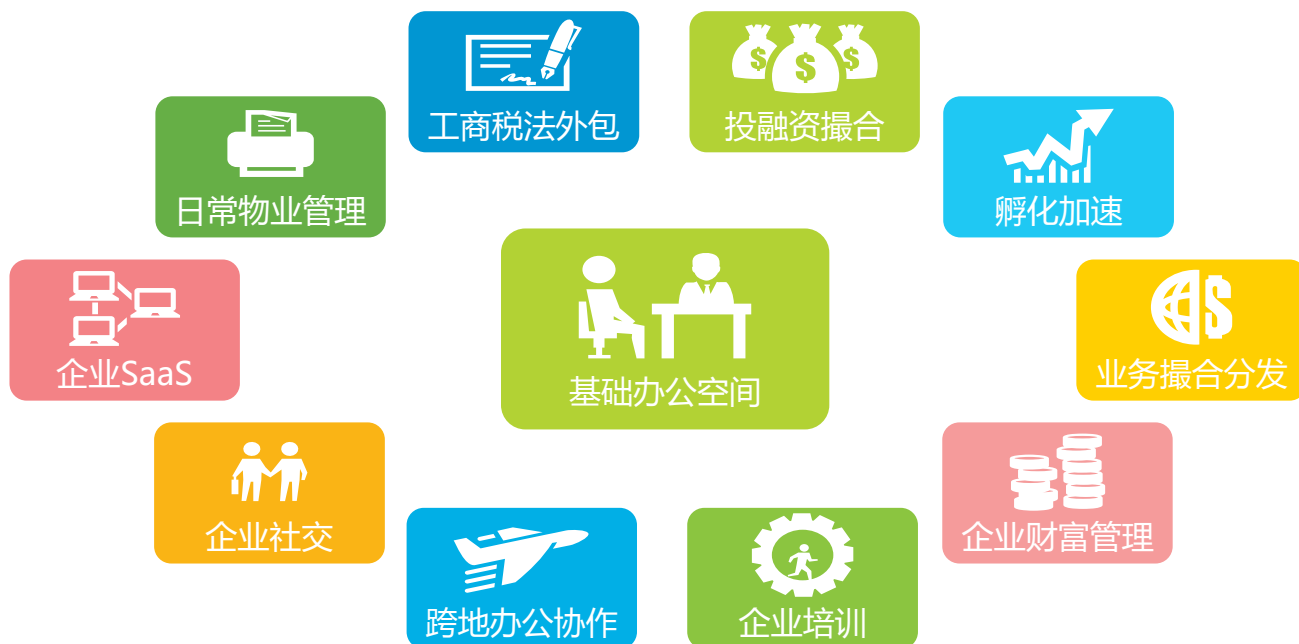 工商税法外包
投融资撮合
日常物业管理
孵化加速
企业SaaS
基础办公空间
业务撮合分发
企业社交
企业财富管理
跨地办公协作
企业培训